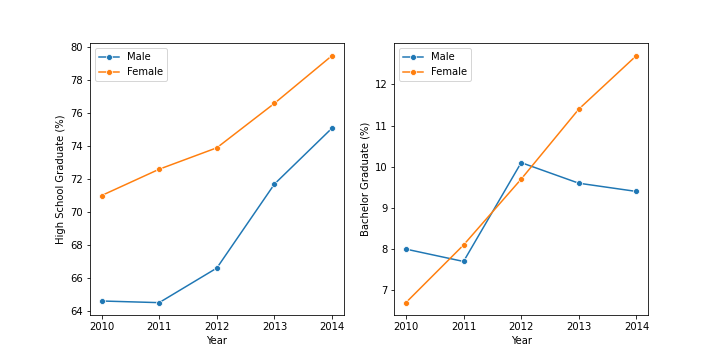 High School Graduate (%)
80
78
76
74
72
70
68
66
64
Male
Female
2010 2011 2012 2013 2014
Year
Bachelor Graduate (%)
12
11
10
9
8
7
Male
Female
2010 2011 2012 2013 2014
Year